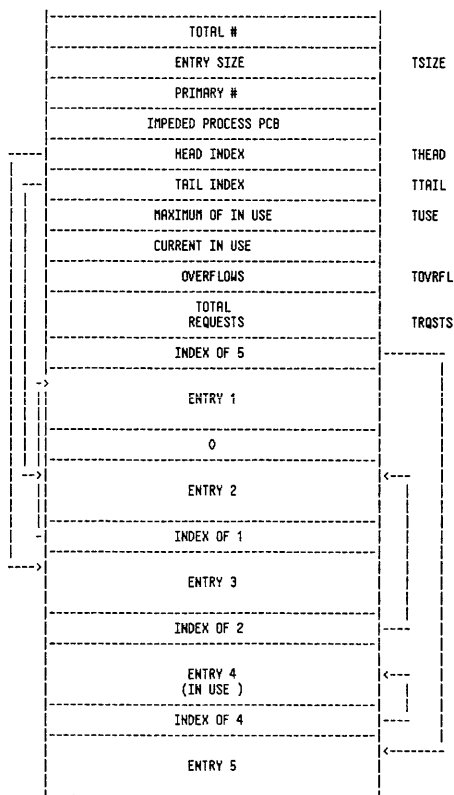 TOTAL #
ENTRY SIZE TSIZE
PRIMARY #
IMPEDED PROCESS PCB
HEAD INDEX THEAD
TAIL INDEX TTAIL
MAXIMUM OF IN USE TUSE
CURRENT IN USE
OVERFLOWS TOVRFL
TOTAL
REQUESTS TRQSTS
INDEX OF 5
ENTRY 1
0
ENTRY 2
INDEX OF 1
ENTRY 3
INDEX OF 2
ENTRY 4
(IN USE )
INDEX OF 4
ENTRY 5